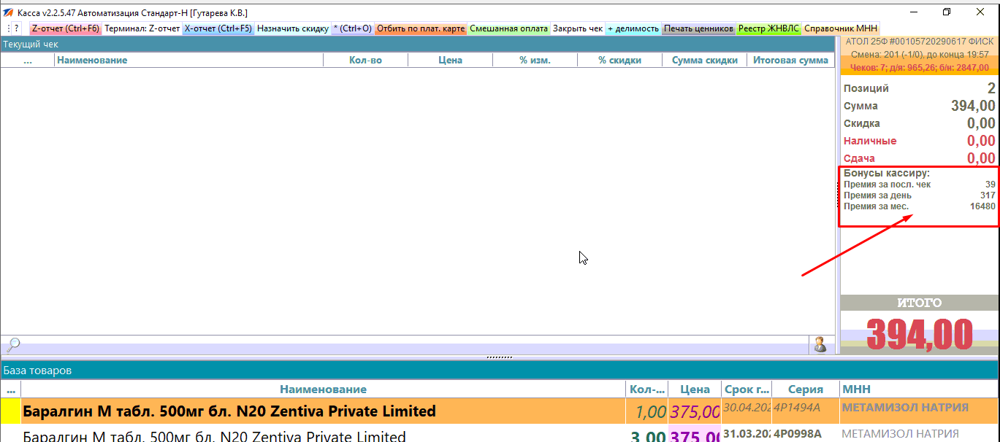 Касса v2.2.5.47 Автоматизация Стандарт-Н [Гутарева К.В.]
? Z-отчет (Ctrl+F6) Терминал: Z-отчет X-отчет (Ctrl+F5) Назначить скидку * (Ctrl+O) Отбить по плат. карте Смешанная оплата Закрыть чек + делимость Печать ценников Реестр ЖНВЛС Справочник МНН
Текущий чек
... Наименование Кол-во Цена % изм. % скидки Сумма скидки Итоговая сумма
АТОЛ 25Ф #00105720290617 ФИСК
Смена: 201 (-1/0), до конца 19:57
Чеков: 7; д/я: 965,26; б/н: 2847,00
Позиций 2
Сумма 394,00
Скидка 0,00
Наличные 0,00
Сдача 0,00
Бонусы кассиру:
Премия за посл. чек 39
Премия за день 317
Премия за мес. 16480
ИТОГО
394,00
База товаров
... Наименование Кол-... Цена Срок г... Серия МНН
Баралгин М табл. 500мг бл. N20 Zentiva Private Limited 1,00 375,00 30.04.202 4P1494A МЕТАМИЗОЛ НАТРИЯ
Баралгин М табл. 500мг бл. N20 Zentiva Private Limited 3,00 375,00 31.03.202 4P0998A МЕТАМИЗОЛ НАТРИЯ